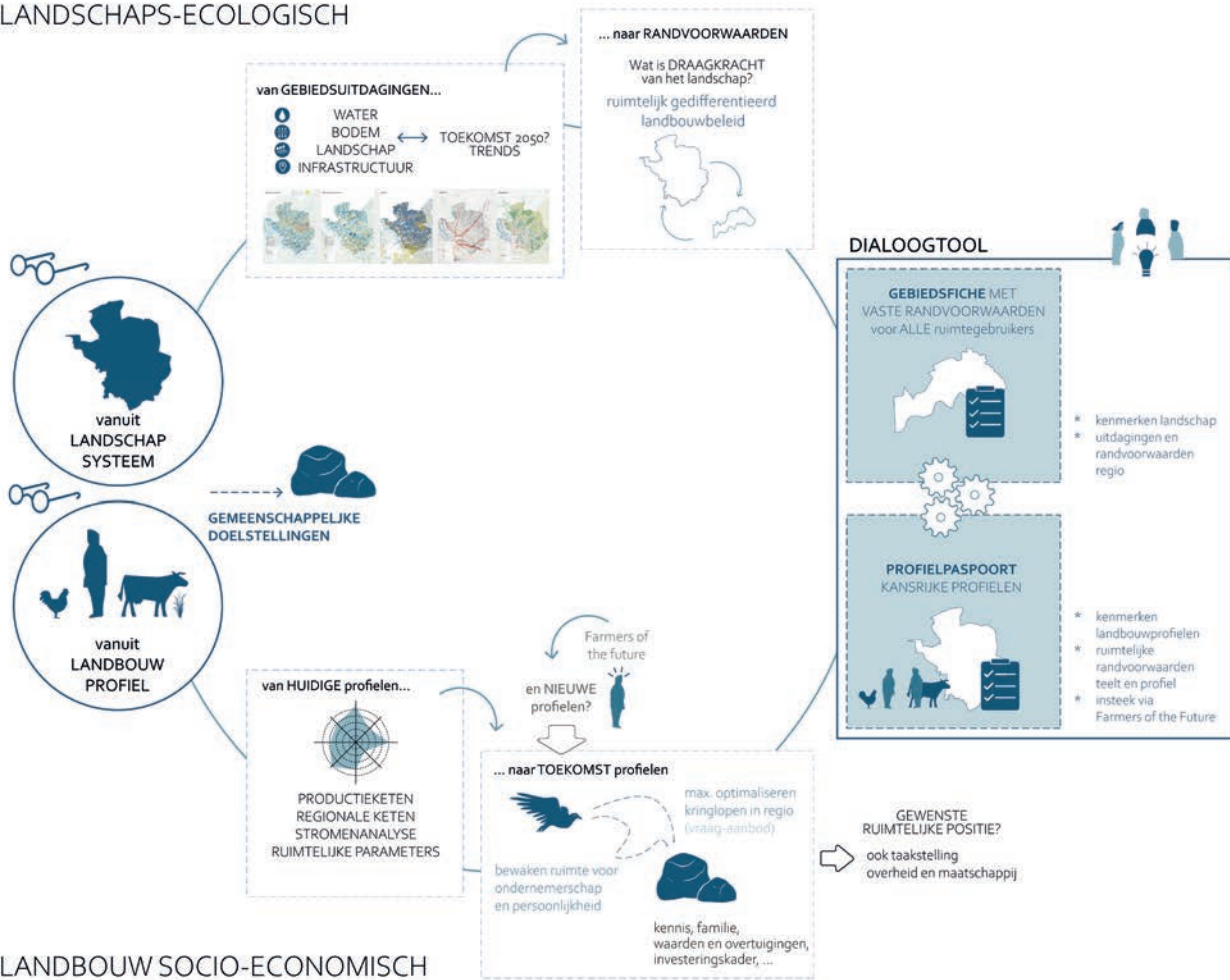 LANDSCHAPS-ECOLOGISCH
van GEBIEDSUITDAGINGEN...
WATER
BODEM
LANDSCHAP
INFRASTRUCTUUR
TOEKOMST 2050?
TRENDS
... naar RANDVOORWAARDEN
Wat is DRAAGKRACHT
van het landschap?
ruimtelijk gedifferentieerd
landbouwbeleid
vanuit
LANDSCHAP
SYSTEEM
GEMEENSCHAPPELJKE
DOELSTELLINGEN
vanuit
LANDBOUW
PROFIEL
van HUIDIGE profielen...
PRODUCTIEKETEN
REGIONALE KETEN
STROMENANALYSE
RUIMTELIJKE PARAMETERS
Farmers of
the future
en NIEUWE
profielen?
... naar TOEKOMST profielen
max. optimaliseren
kringlopen in regio
(vraag-aanbod)
bewaken ruimte voor
ondernemerschap
en persoonlijkheid
kennis, familie,
waarden en overtuigingen,
investeringskader, ...
GEWENSTE
RUIMTELIJKE POSITIE?
ook taakstelling
overheid en maatschappij
DIALOOGTOOL
GEBIEDSFICHE MET
VASTE RANDVOORWAARDEN
voor ALLE ruimtegebruikers
* kenmerken landschap
* uitdagingen en
randvoorwaarden
regio
PROFIELPASPOORT
KANSRIJKE PROFIELEN
* kenmerken
landbouwprofielen
* ruimtelijke
randvoorwaarden
teelt en profiel
* insteek via
Farmers of the Future
LANDBOUW SOCIO-ECONOMISCH